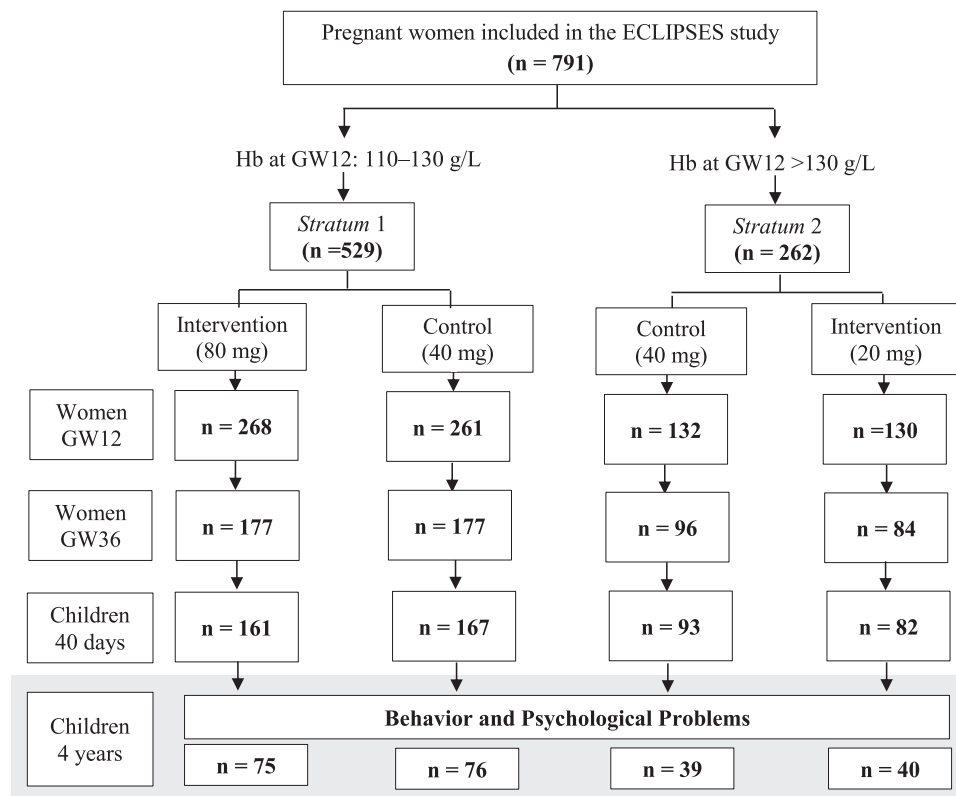 Pregnant women included in the ECLIPSES study
(n = 791)
Hb at GW12: 110–130 g/L
Hb at GW12 >130 g/L
Stratum 1
(n =529)
Stratum 2
(n = 262)
Intervention
(80 mg)
Control
(40 mg)
Control
(40 mg)
Intervention
(20 mg)
Women
GW12
n = 268
n = 261
n = 132
n =130
Women
GW36
n = 177
n = 177
n = 96
n = 84
Children
40 days
n = 161
n = 167
n = 93
n = 82
Children
4 years
Behavior and Psychological Problems
n = 75
n = 76
n = 39
n = 40